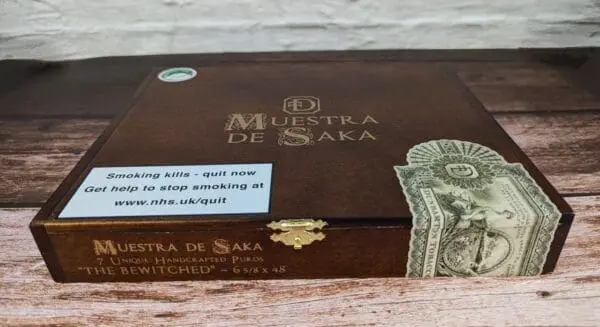 MUESTRA
DE SAKA
Smoking kills - quit now
Get help to stop smoking at
www.nhs.uk/quit
MUESTRA DE SAKA
7 UNIQUE HANDCRAFTED PUROS
"THE BEWITCHED" ~ 6 5/8 X 48